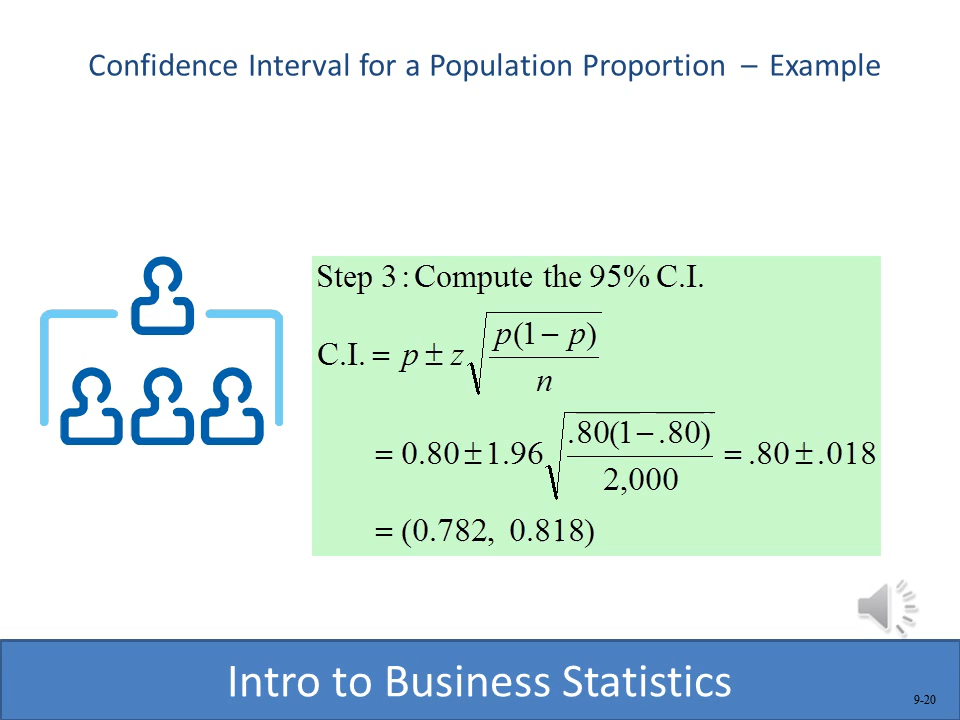 Confidence Interval for a Population Proportion – Example
Step 3 : Compute the 95% C.I.
C.I. = p ± z √(p(1 − p) / n)
= 0.80 ± 1.96 √(.80(1 − .80) / 2,000) = .80 ± .018
= (0.782, 0.818)
Intro to Business Statistics
9-20